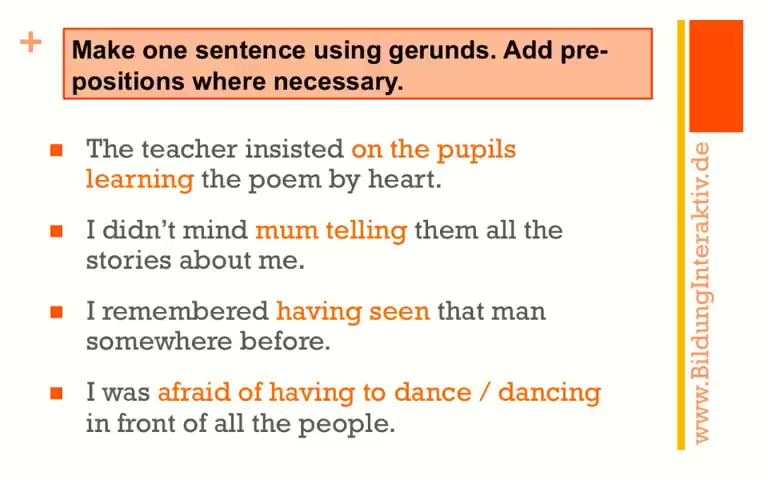 +
Make one sentence using gerunds. Add pre-
positions where necessary.
■ The teacher insisted on the pupils
learning the poem by heart.
■ I didn’t mind mum telling them all the
stories about me.
■ I remembered having seen that man
somewhere before.
■ I was afraid of having to dance / dancing
in front of all the people.
www.BildungInteraktiv.de